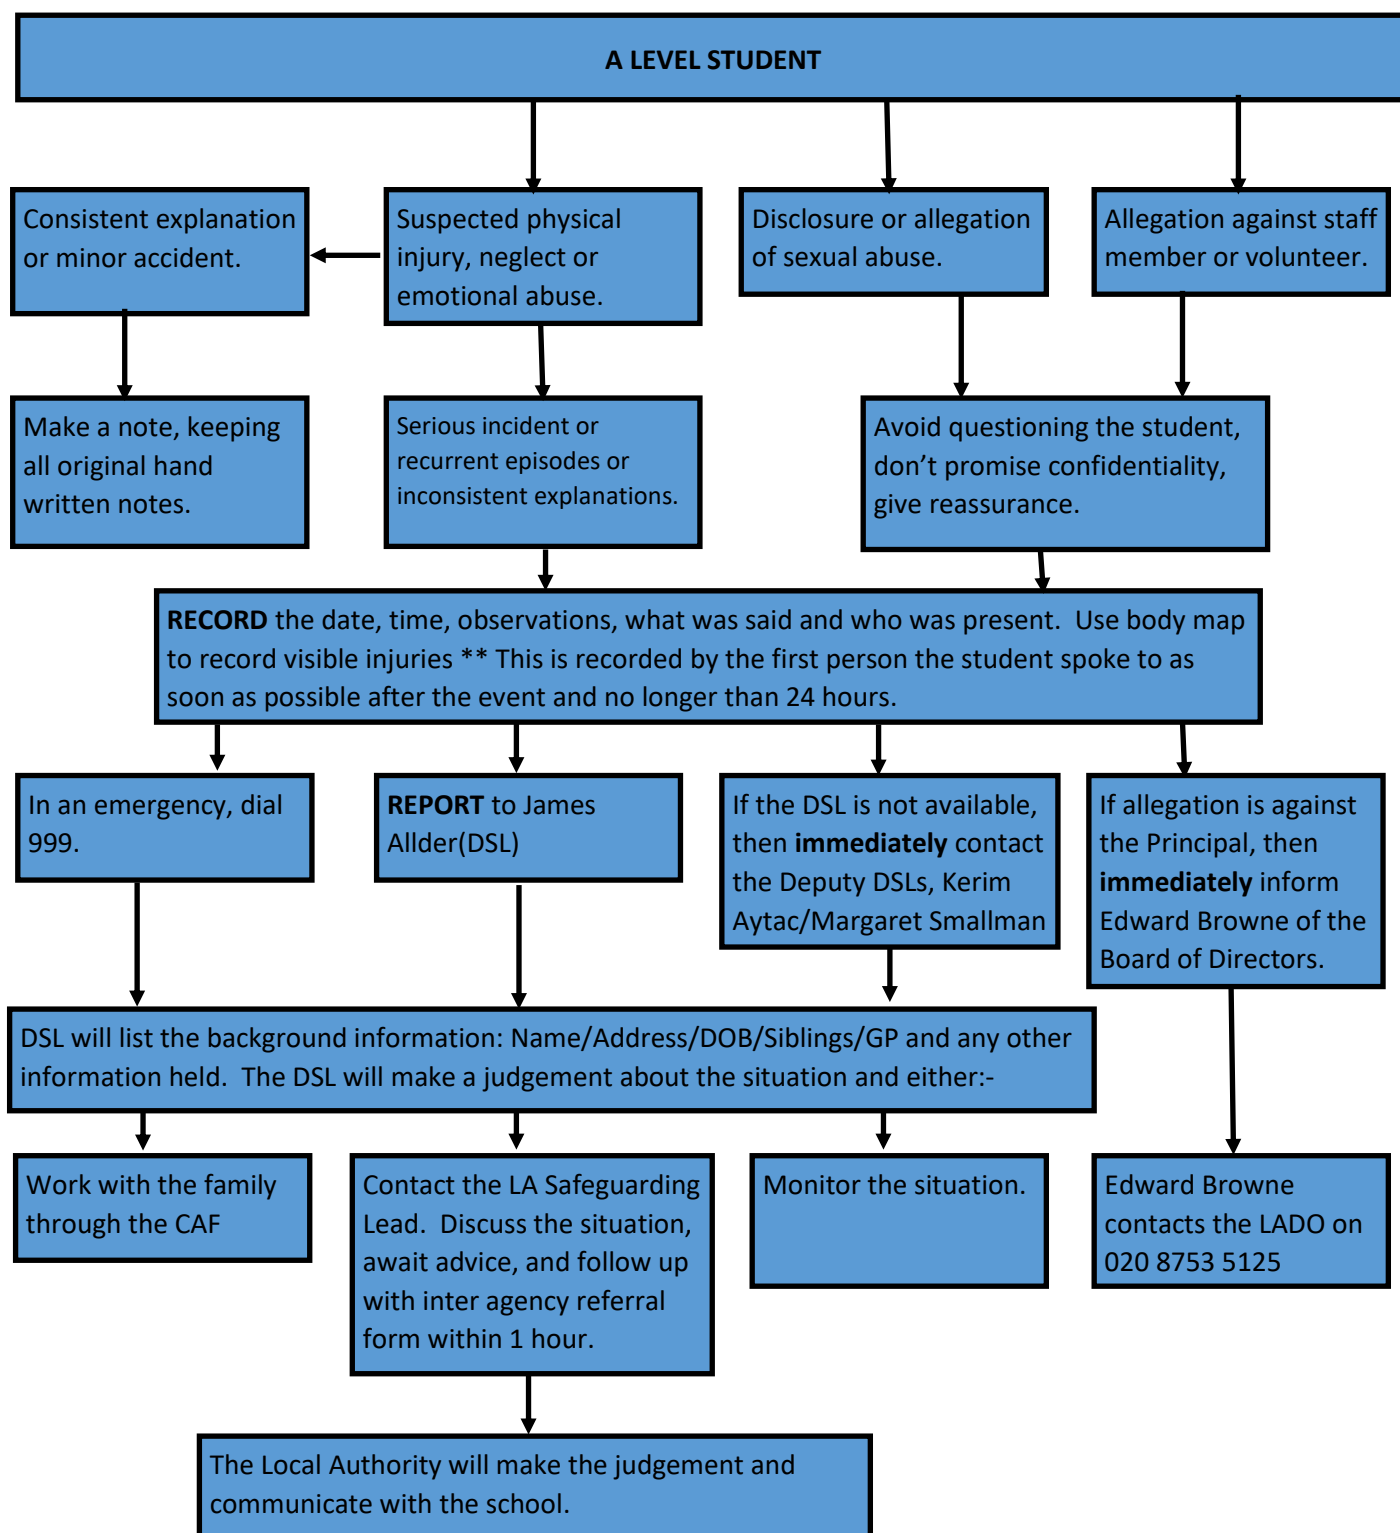 A LEVEL STUDENT
Consistent explanation
or minor accident.
Suspected physical
injury, neglect or
emotional abuse.
Disclosure or allegation
of sexual abuse.
Allegation against staff
member or volunteer.
Make a note, keeping
all original hand
written notes.
Serious incident or
recurrent episodes or
inconsistent explanations.
Avoid questioning the student,
don’t promise confidentiality,
give reassurance.
RECORD the date, time, observations, what was said and who was present.  Use body map
to record visible injuries ** This is recorded by the first person the student spoke to as
soon as possible after the event and no longer than 24 hours.
In an emergency, dial
999.
REPORT to James
Allder(DSL)
If the DSL is not available,
then immediately contact
the Deputy DSLs, Kerim
Aytac/Margaret Smallman
If allegation is against
the Principal, then
immediately inform
Edward Browne of the
Board of Directors.
DSL will list the background information: Name/Address/DOB/Siblings/GP and any other
information held.  The DSL will make a judgement about the situation and either:-
Work with the family
through the CAF
Contact the LA Safeguarding
Lead.  Discuss the situation,
await advice, and follow up
with inter agency referral
form within 1 hour.
Monitor the situation.
Edward Browne
contacts the LADO on
020 8753 5125
The Local Authority will make the judgement and
communicate with the school.